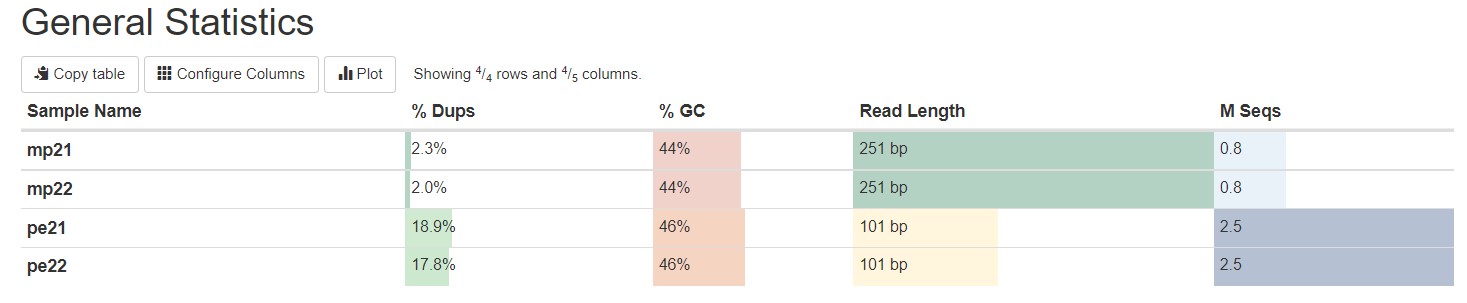 General Statistics
Copy table Configure Columns Plot Showing 4/4 rows and 4/5 columns.
Sample Name % Dups % GC Read Length M Seqs
mp21 2.3% 44% 251 bp 0.8
mp22 2.0% 44% 251 bp 0.8
pe21 18.9% 46% 101 bp 2.5
pe22 17.8% 46% 101 bp 2.5